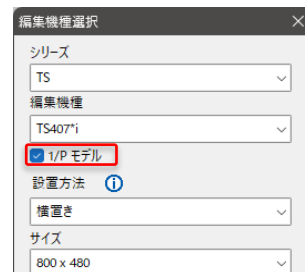 編集機種選択
シリーズ
TS
編集機種
TS407*i
1/P モデル
設置方法
横置き
サイズ
800 x 480